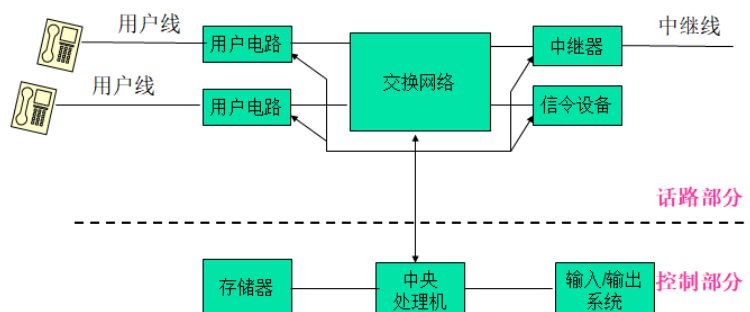 用户线
用户电路
中继器
中继线
交换网络
用户线
用户电路
信令设备
话路部分
存储器
中央
处理机
输入/输出
系统
控制部分